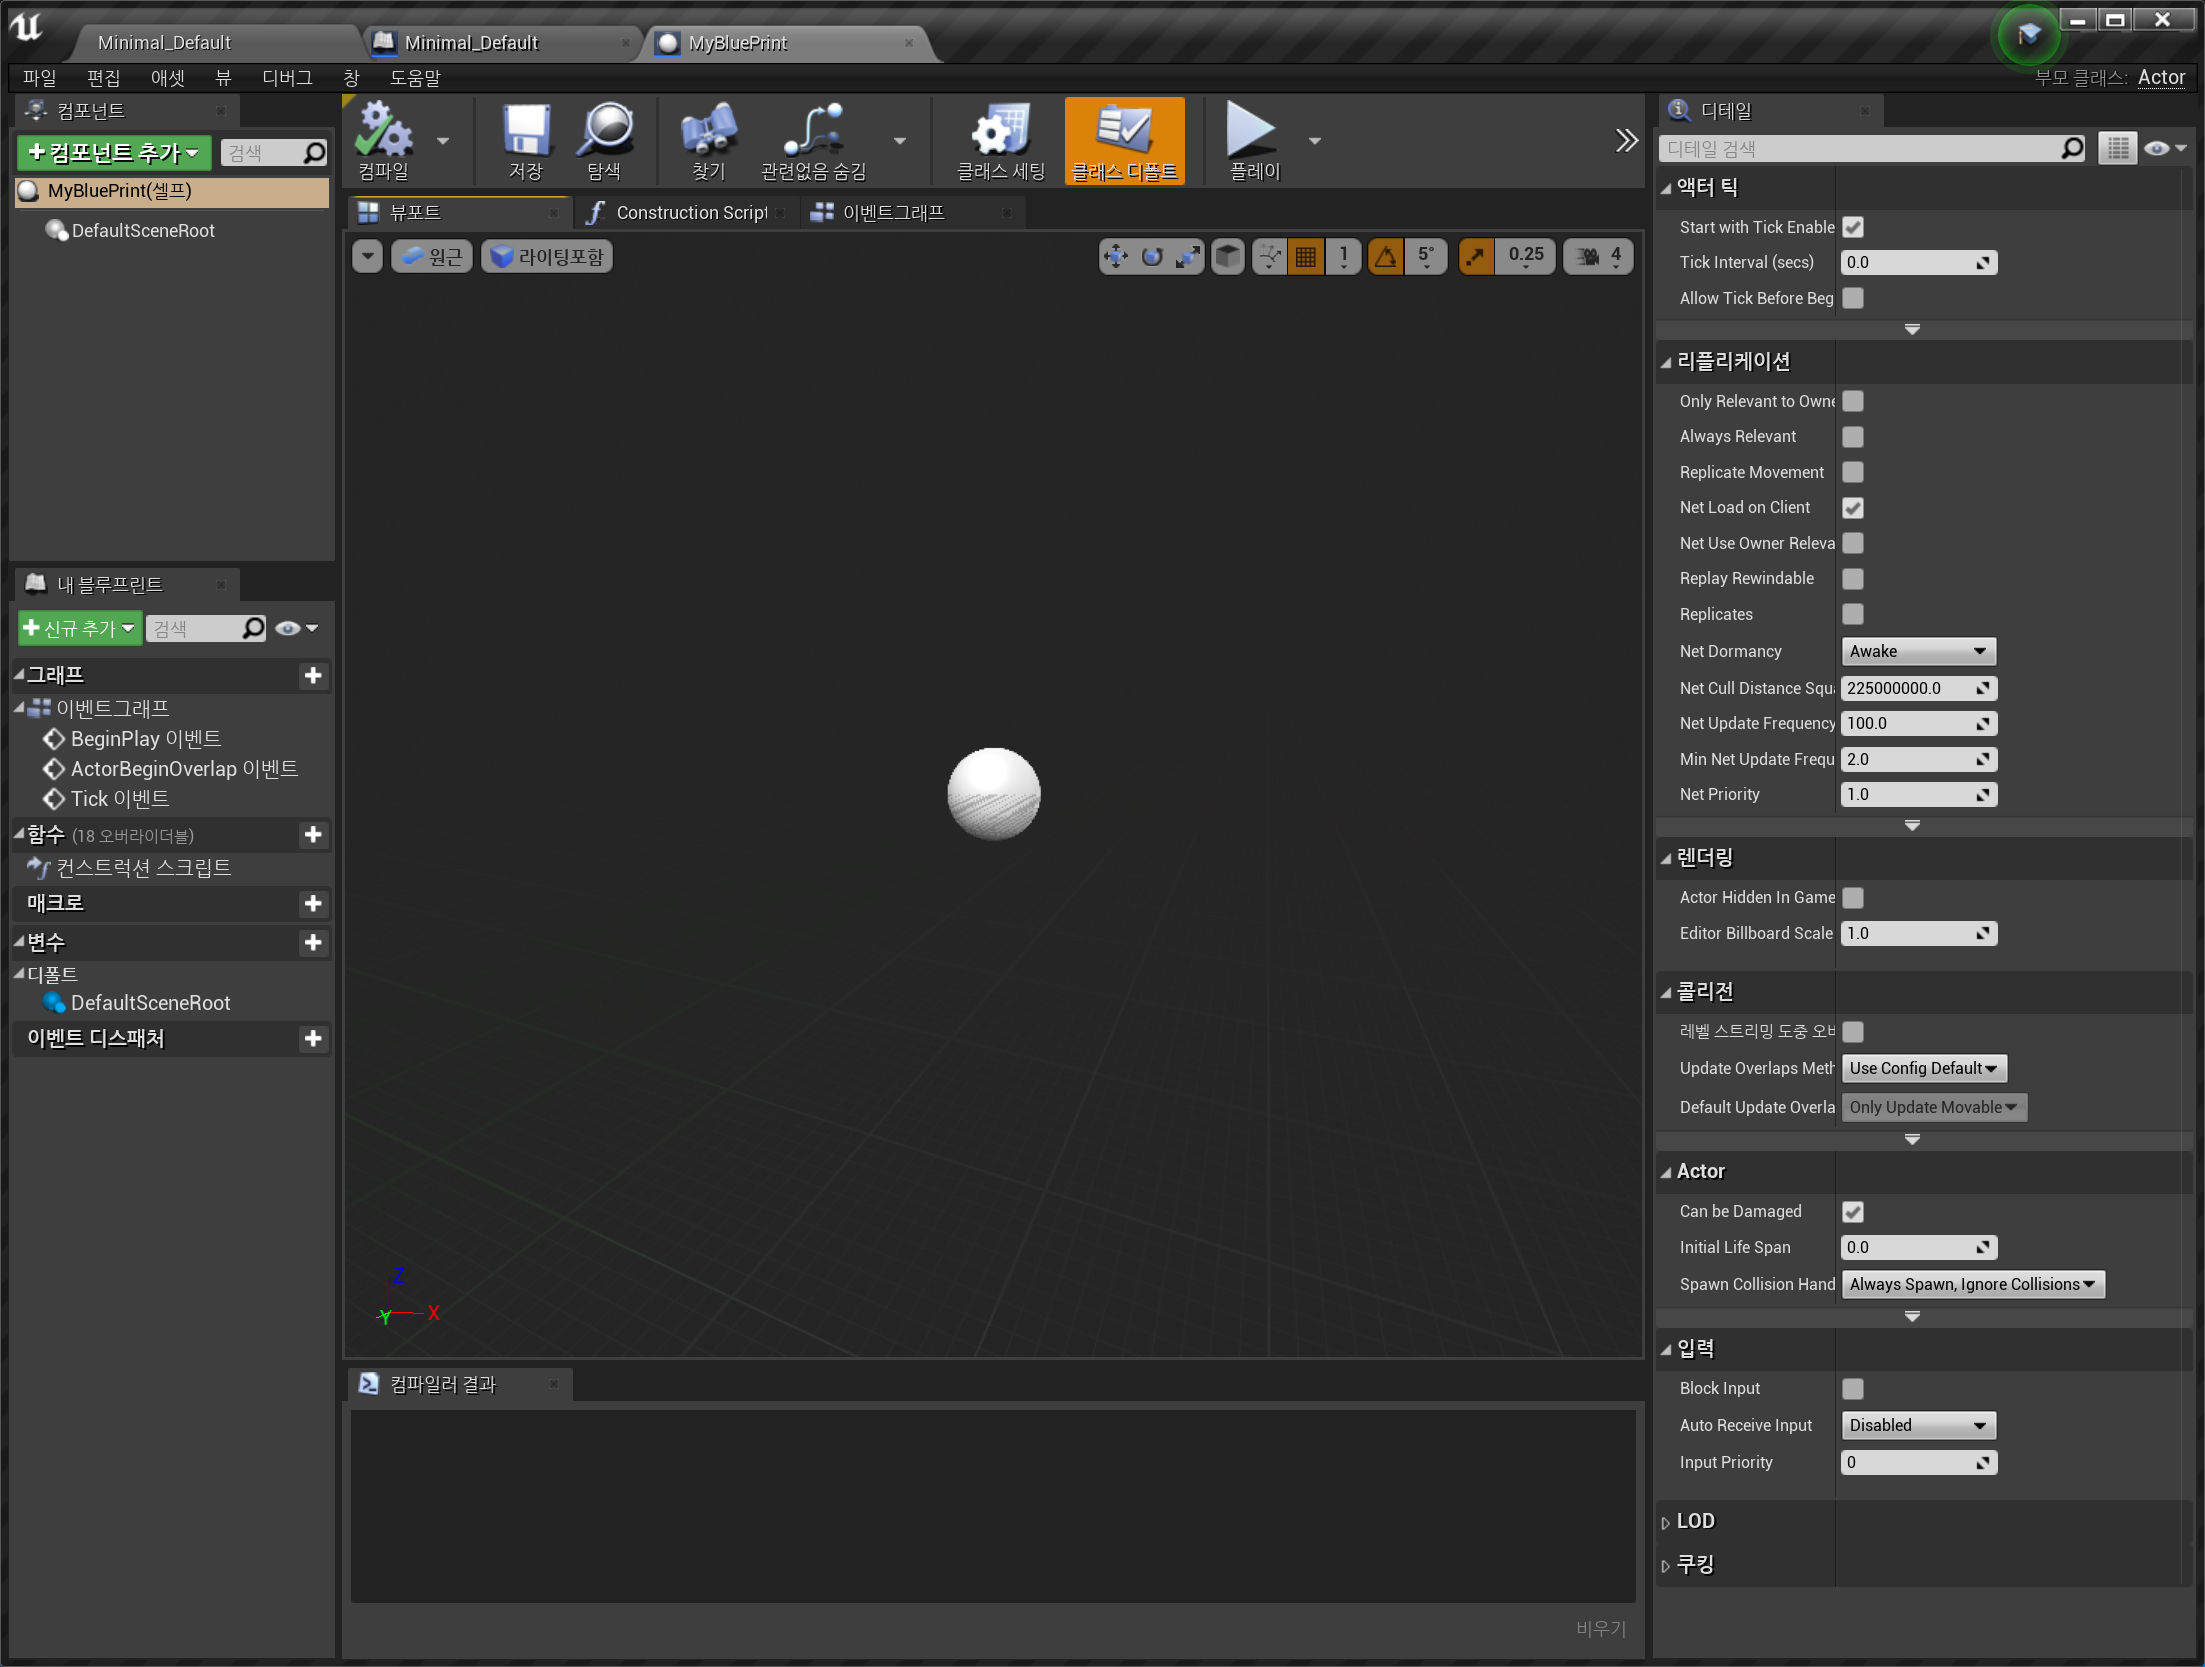 Minimal_Default
Minimal_Default
MyBluePrint
파일 편집 애셋 뷰 디버그 창 도움말
부모 클래스: Actor
컴포넌트
+컴포넌트 추가
검색
MyBluePrint(셀프)
DefaultSceneRoot
내 블루프린트
신규 추가
검색
그래프
이벤트그래프
BeginPlay 이벤트
ActorBeginOverlap 이벤트
Tick 이벤트
함수 (18 오버라이더블)
컨스트럭션 스크립트
매크로
변수
디폴트
DefaultSceneRoot
이벤트 디스패처
컴파일
저장
탐색
찾기
관련없음 숨김
클래스 세팅
클래스 디폴트
플레이
뷰포트
Construction Script
이벤트그래프
원근
라이팅포함
1
5°
0.25
4
Z
Y
X
컴파일러 결과
비우기
디테일
디테일 검색
액터 틱
Start with Tick Enable
Tick Interval (secs) 0.0
Allow Tick Before Beg
리플리케이션
Only Relevant to Owne
Always Relevant
Replicate Movement
Net Load on Client
Net Use Owner Releva
Replay Rewindable
Replicates
Net Dormancy Awake
Net Cull Distance Squa 225000000.0
Net Update Frequency 100.0
Min Net Update Frequ 2.0
Net Priority 1.0
렌더링
Actor Hidden In Game
Editor Billboard Scale 1.0
콜리전
레벨 스트리밍 도중 오버
Update Overlaps Meth Use Config Default
Default Update Overla Only Update Movable
Actor
Can be Damaged
Initial Life Span 0.0
Spawn Collision Hand Always Spawn, Ignore Collisions
입력
Block Input
Auto Receive Input Disabled
Input Priority 0
LOD
쿠킹